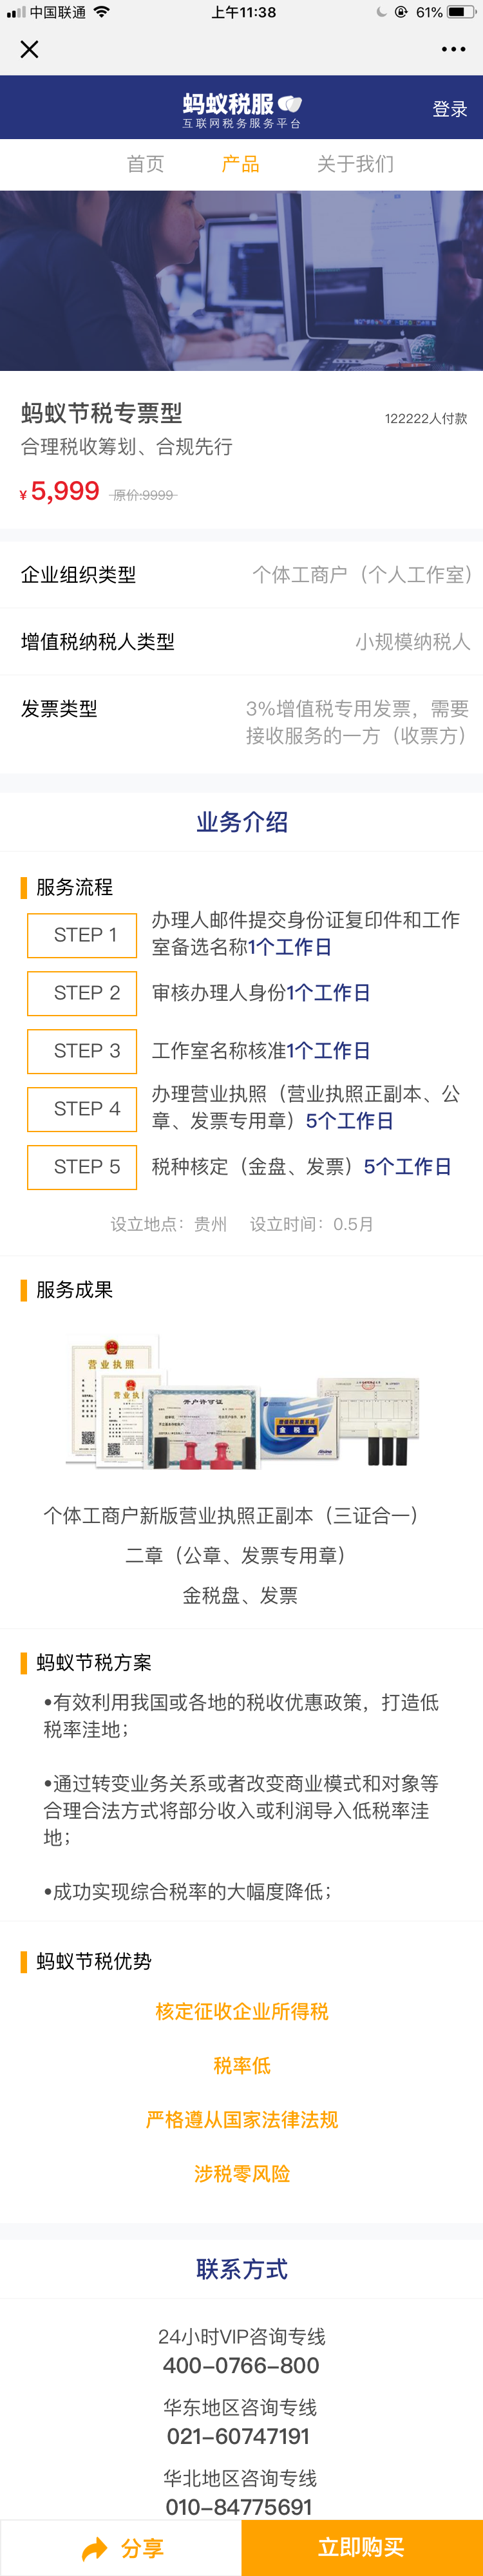 中国联通
上午11:38
61%
蚂蚁税服
互联网税务服务平台
登录
首页
产品
关于我们
蚂蚁节税专票型
122222人付款
合理税收筹划、合规先行
¥5,999 原价:9999
企业组织类型
个体工商户（个人工作室）
增值税纳税人类型
小规模纳税人
发票类型
3%增值税专用发票，需要
接收服务的一方（收票方）
业务介绍
服务流程
STEP 1
办理人邮件提交身份证复印件和工作
室备选名称1个工作日
STEP 2
审核办理人身份1个工作日
STEP 3
工作室名称核准1个工作日
STEP 4
办理营业执照（营业执照正副本、公
章、发票专用章）5个工作日
STEP 5
税种核定（金盘、发票）5个工作日
设立地点：贵州 设立时间：0.5月
服务成果
营业执照
营业执照
开户许可证
金税盘
个体工商户新版营业执照正副本（三证合一）
二章（公章、发票专用章）
金税盘、发票
蚂蚁节税方案
•有效利用我国或各地的税收优惠政策，打造低
税率洼地；
•通过转变业务关系或者改变商业模式和对象等
合理合法方式将部分收入或利润导入低税率洼
地；
•成功实现综合税率的大幅度降低；
蚂蚁节税优势
核定征收企业所得税
税率低
严格遵从国家法律法规
涉税零风险
联系方式
24小时VIP咨询专线
400-0766-800
华东地区咨询专线
021-60747191
华北地区咨询专线
010-84775691
分享
立即购买